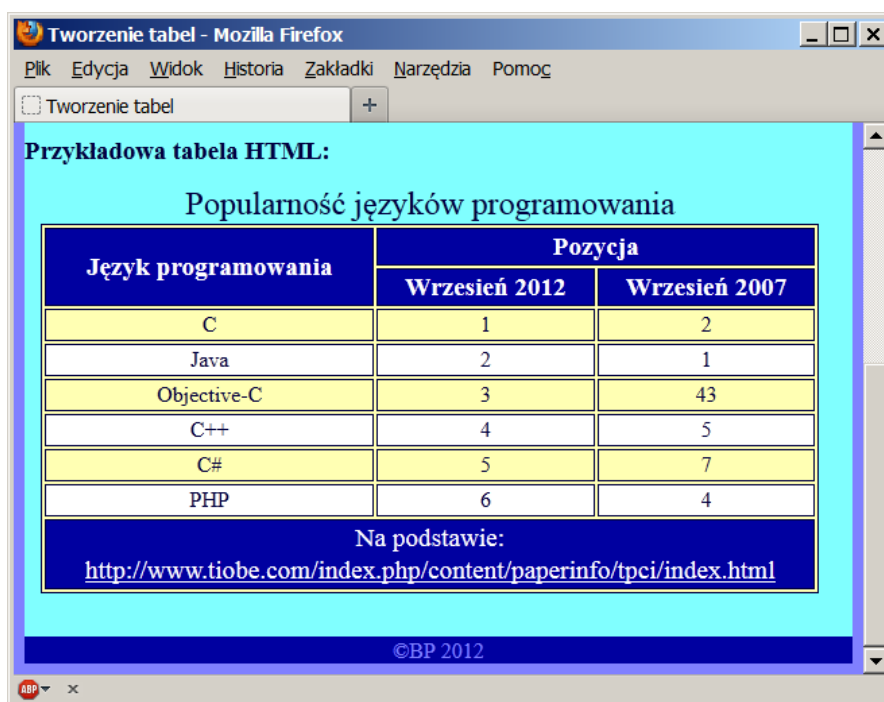 Tworzenie tabel - Mozilla Firefox
Plik Edycja Widok Historia Zakładki Narzędzia Pomoc
Tworzenie tabel +
Przykładowa tabela HTML:
Popularność języków programowania
Język programowania Pozycja
Wrzesień 2012 Wrzesień 2007
C 1 2
Java 2 1
Objective-C 3 43
C++ 4 5
C# 5 7
PHP 6 4
Na podstawie:
http://www.tiobe.com/index.php/content/paperinfo/tpci/index.html
©BP 2012
ABP